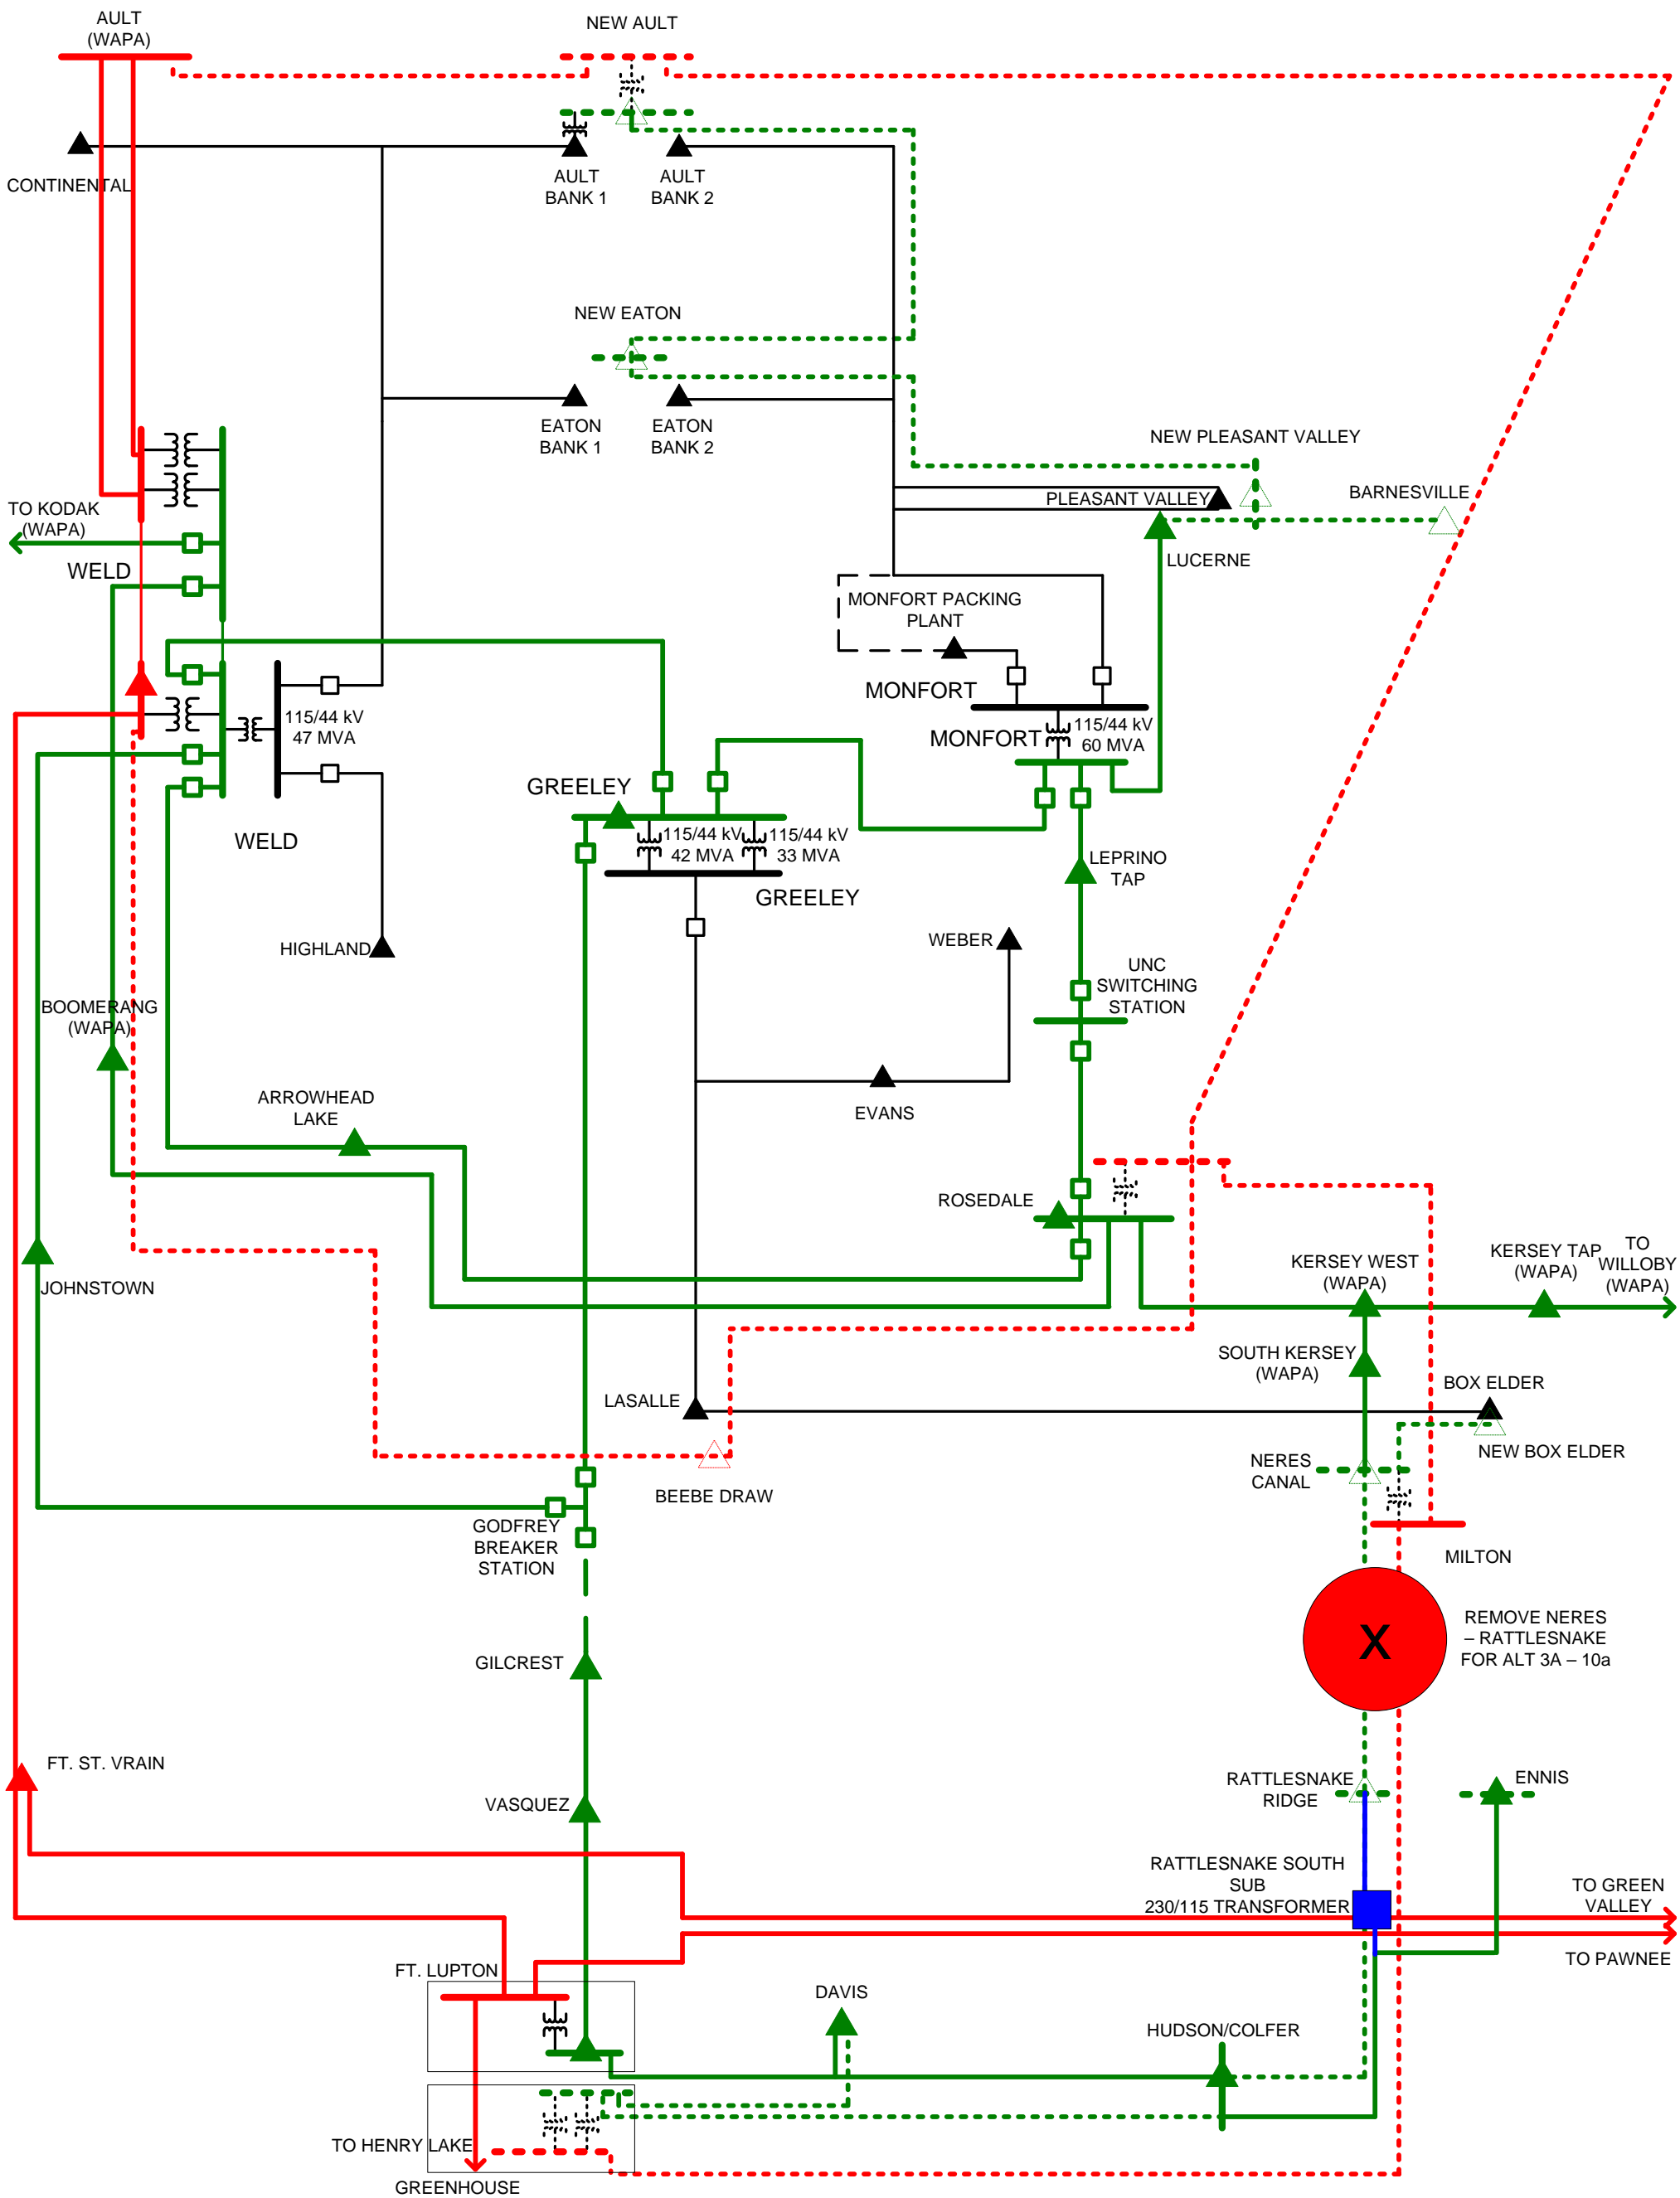 AULT
(WAPA)
NEW AULT
CONTINENTAL
AULT
BANK 1
AULT
BANK 2
NEW EATON
EATON
BANK 1
EATON
BANK 2
NEW PLEASANT VALLEY
PLEASANT VALLEY
BARNESVILLE
TO KODAK
(WAPA)
WELD
LUCERNE
MONFORT PACKING
PLANT
MONFORT
115/44 kV
47 MVA
MONFORT
115/44 kV
60 MVA
GREELEY
WELD
115/44 kV
42 MVA
115/44 kV
33 MVA
GREELEY
LEPRINO
TAP
HIGHLAND
WEBER
UNC
SWITCHING
STATION
BOOMERANG
(WAPA)
ARROWHEAD
LAKE
EVANS
ROSEDALE
JOHNSTOWN
KERSEY WEST
(WAPA)
KERSEY TAP
(WAPA)
TO
WILLOBY
(WAPA)
SOUTH KERSEY
(WAPA)
LASALLE
BOX ELDER
NEW BOX ELDER
NERES
CANAL
BEEBE DRAW
GODFREY
BREAKER
STATION
MILTON
X
REMOVE NERES
– RATTLESNAKE
FOR ALT 3A – 10a
GILCREST
FT. ST. VRAIN
VASQUEZ
RATTLESNAKE
RIDGE
ENNIS
RATTLESNAKE SOUTH
SUB
230/115 TRANSFORMER
TO GREEN
VALLEY
TO PAWNEE
FT. LUPTON
DAVIS
HUDSON/COLFER
TO HENRY LAKE
GREENHOUSE